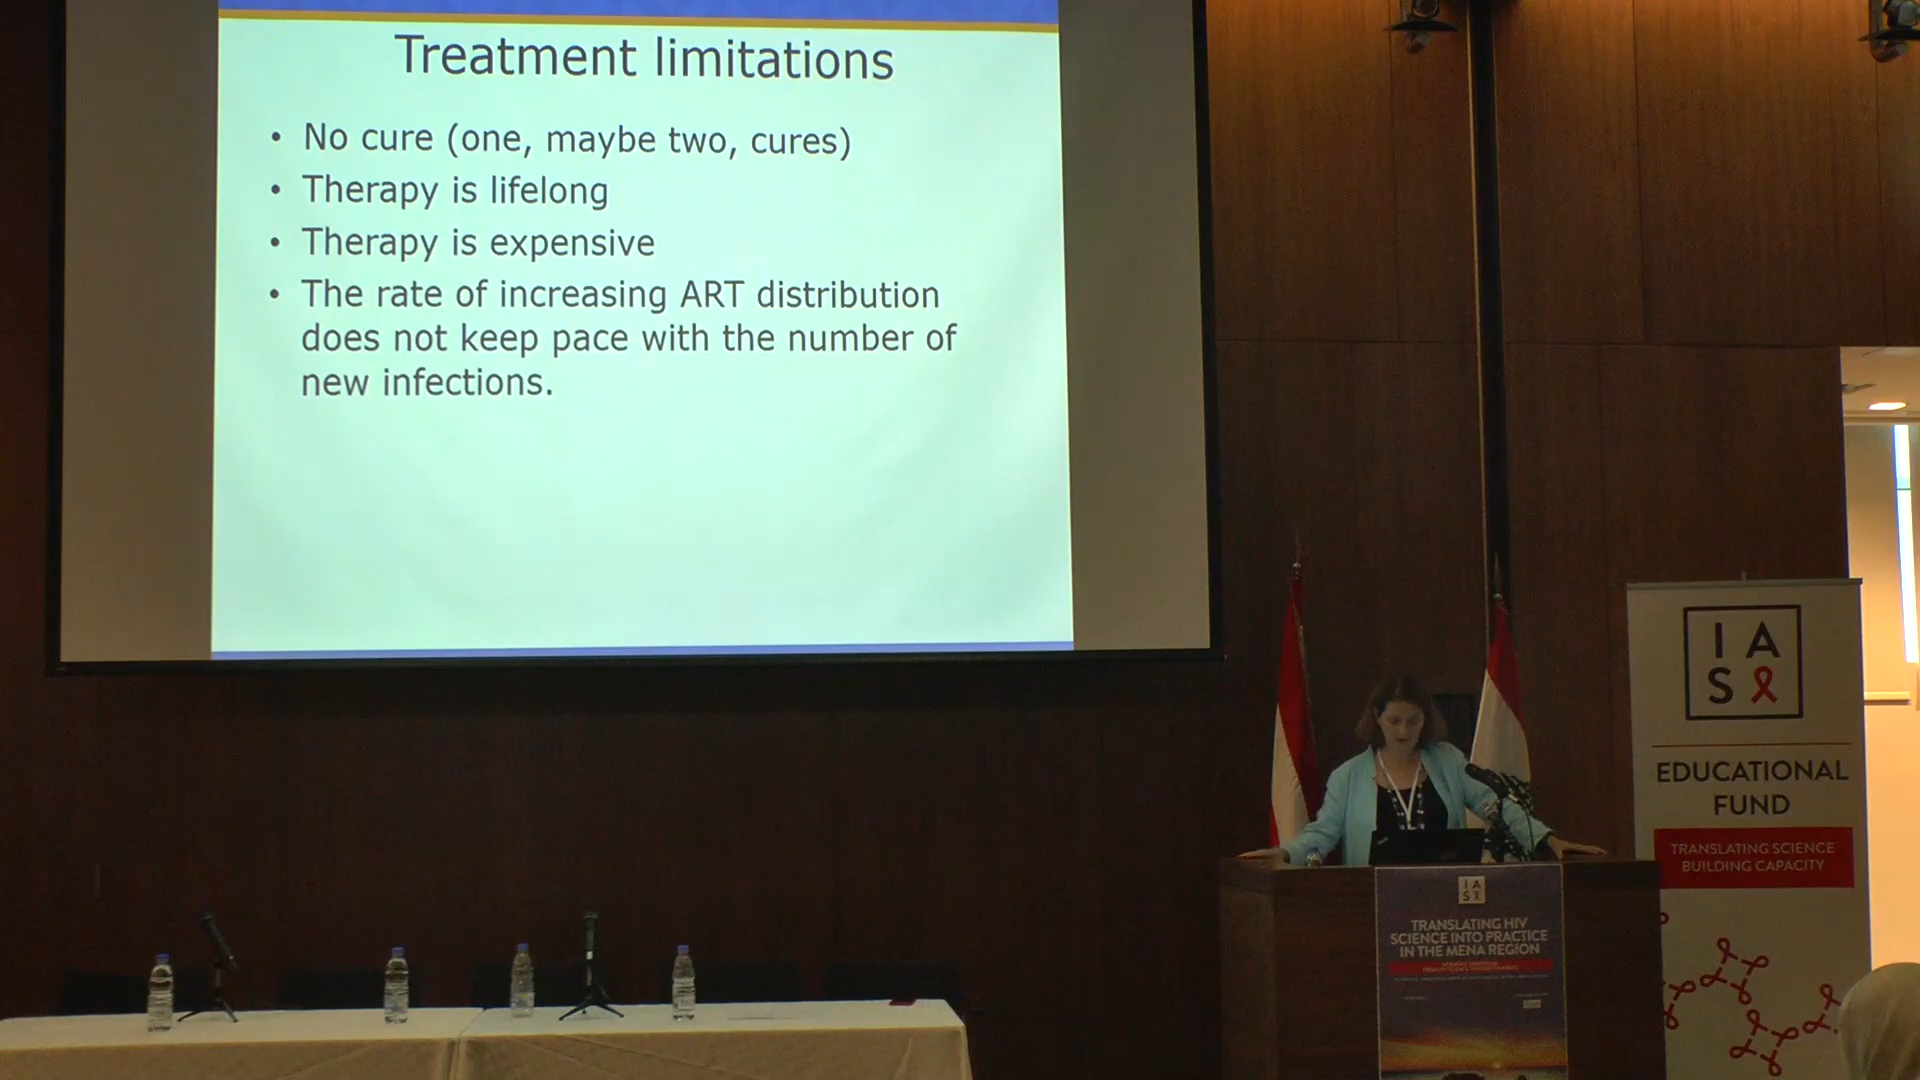 Treatment limitations
• No cure (one, maybe two, cures)
• Therapy is lifelong
• Therapy is expensive
• The rate of increasing ART distribution
does not keep pace with the number of
new infections.
I A
S
EDUCATIONAL
FUND
TRANSLATING SCIENCE
BUILDING CAPACITY
I A
S
TRANSLATING HIV
SCIENCE INTO PRACTICE
IN THE MENA REGION